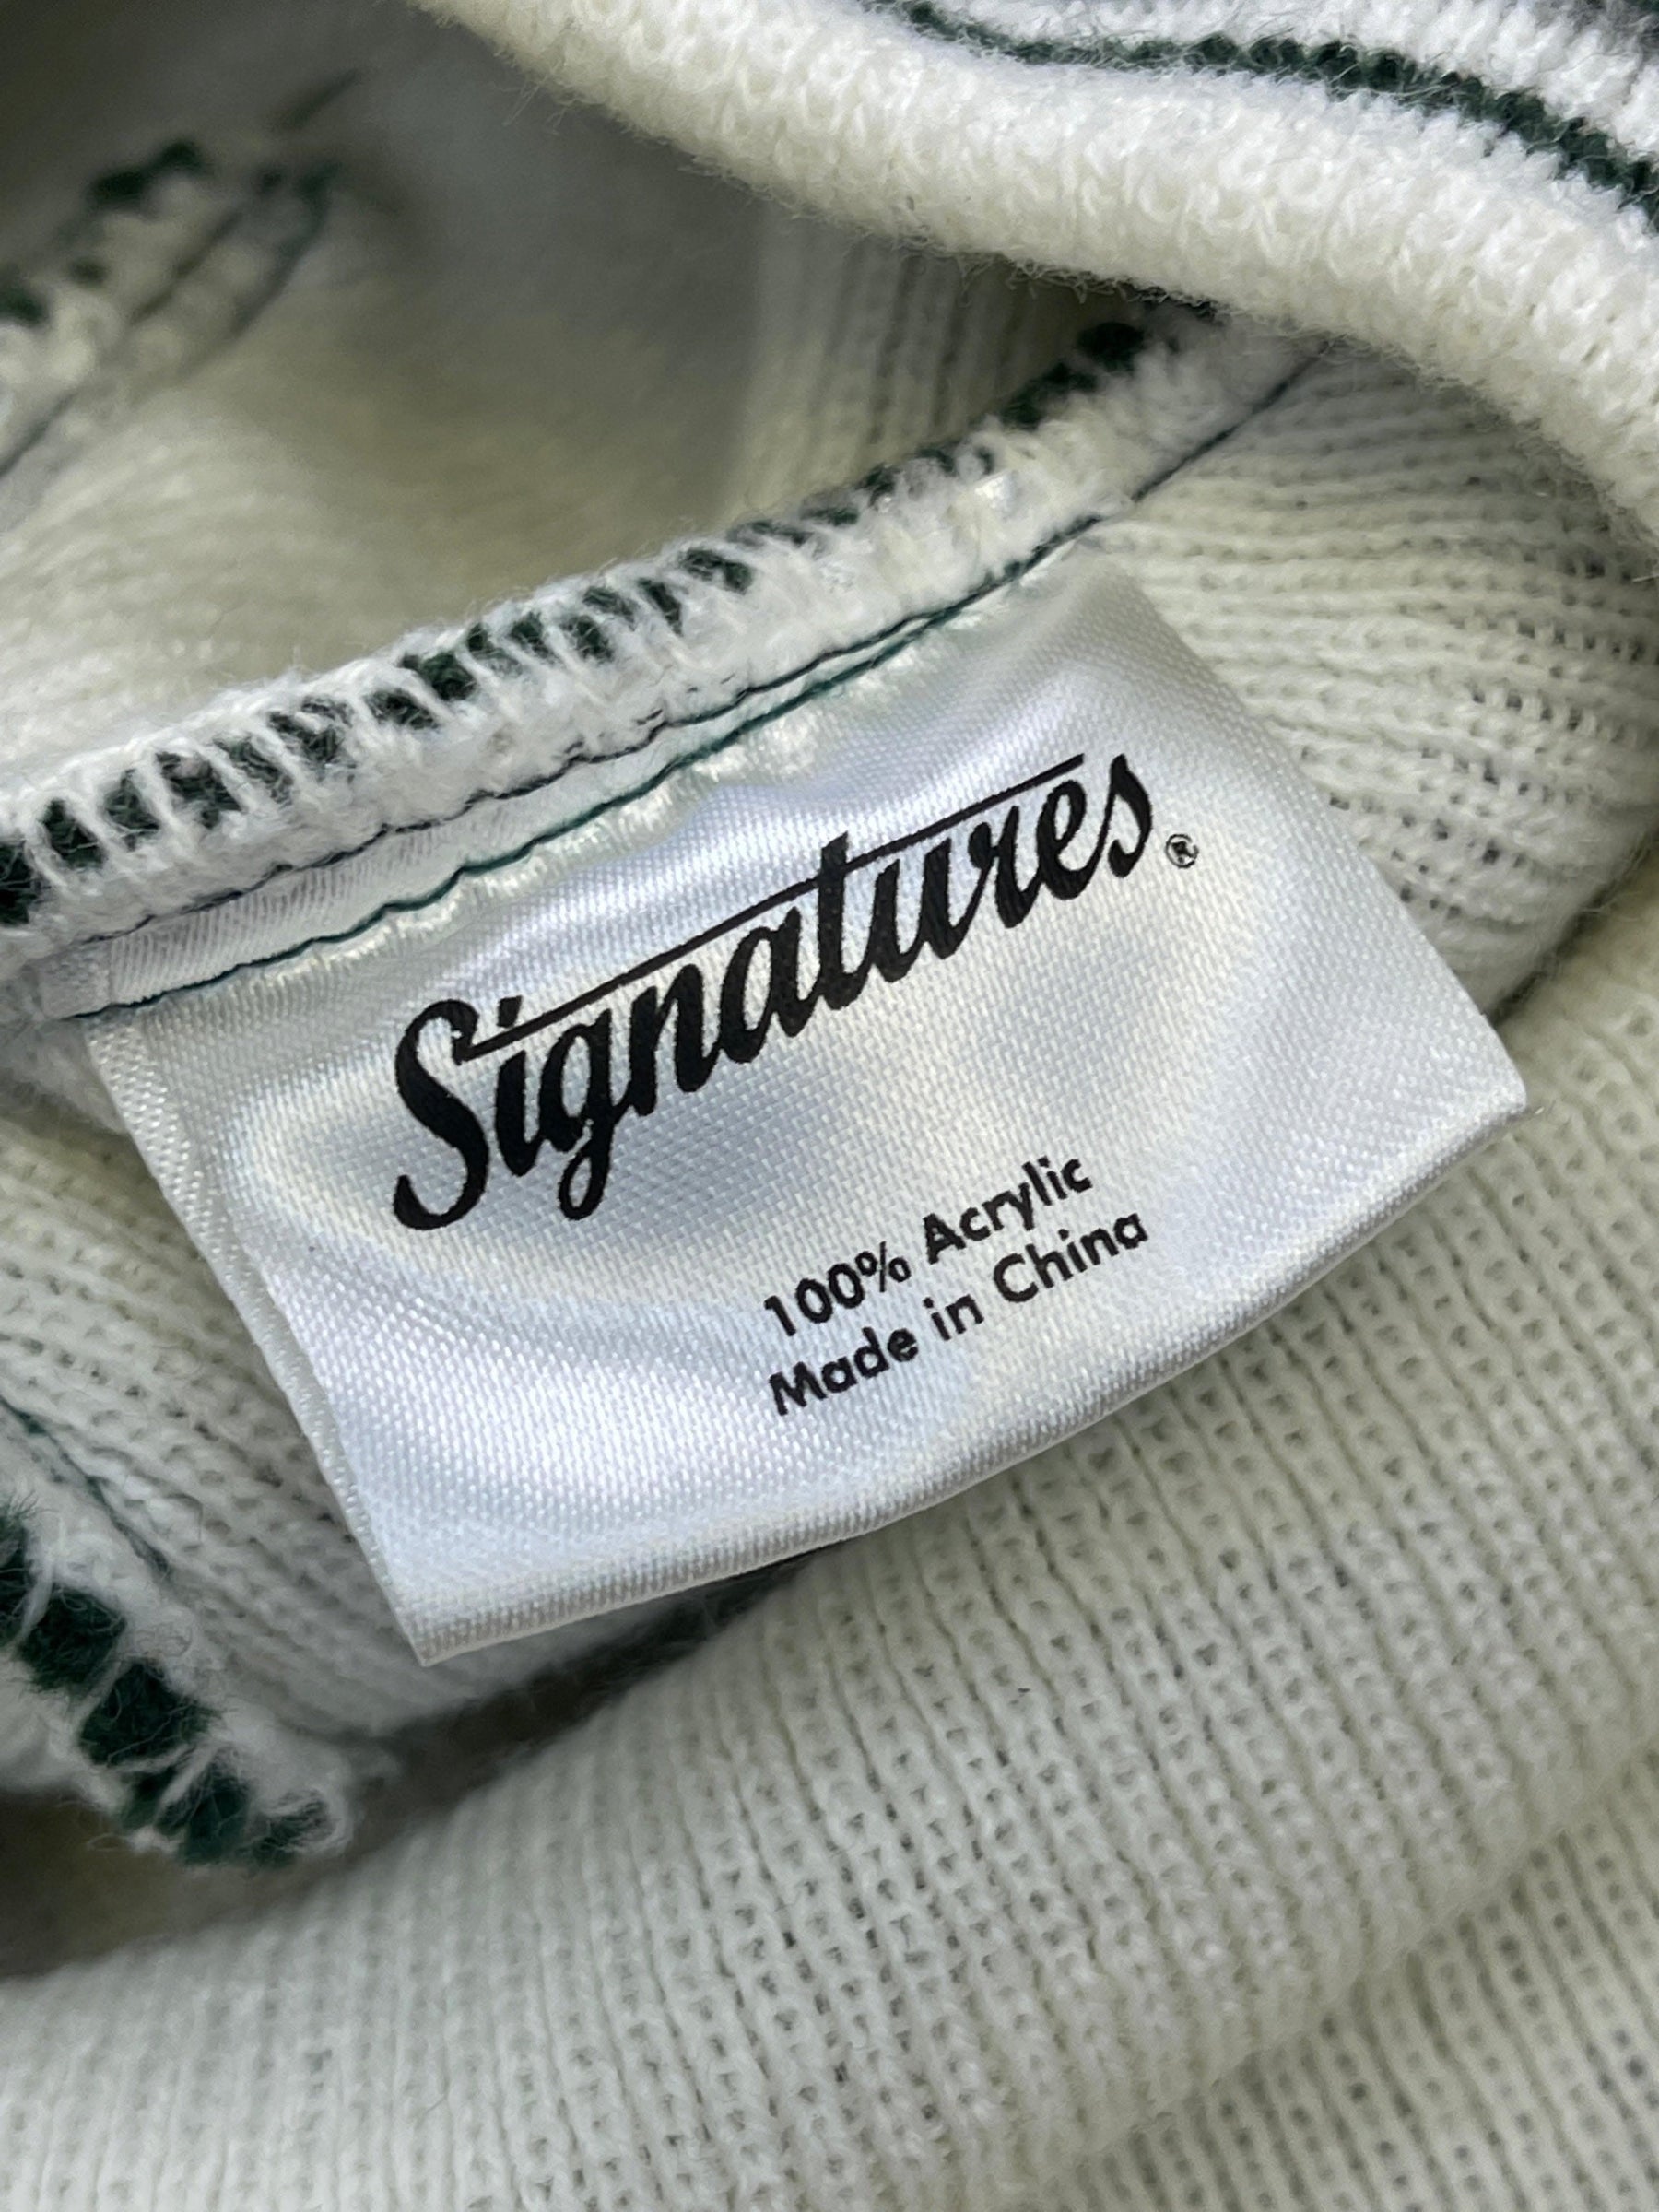 Signatures®
100% Acrylic
Made in China